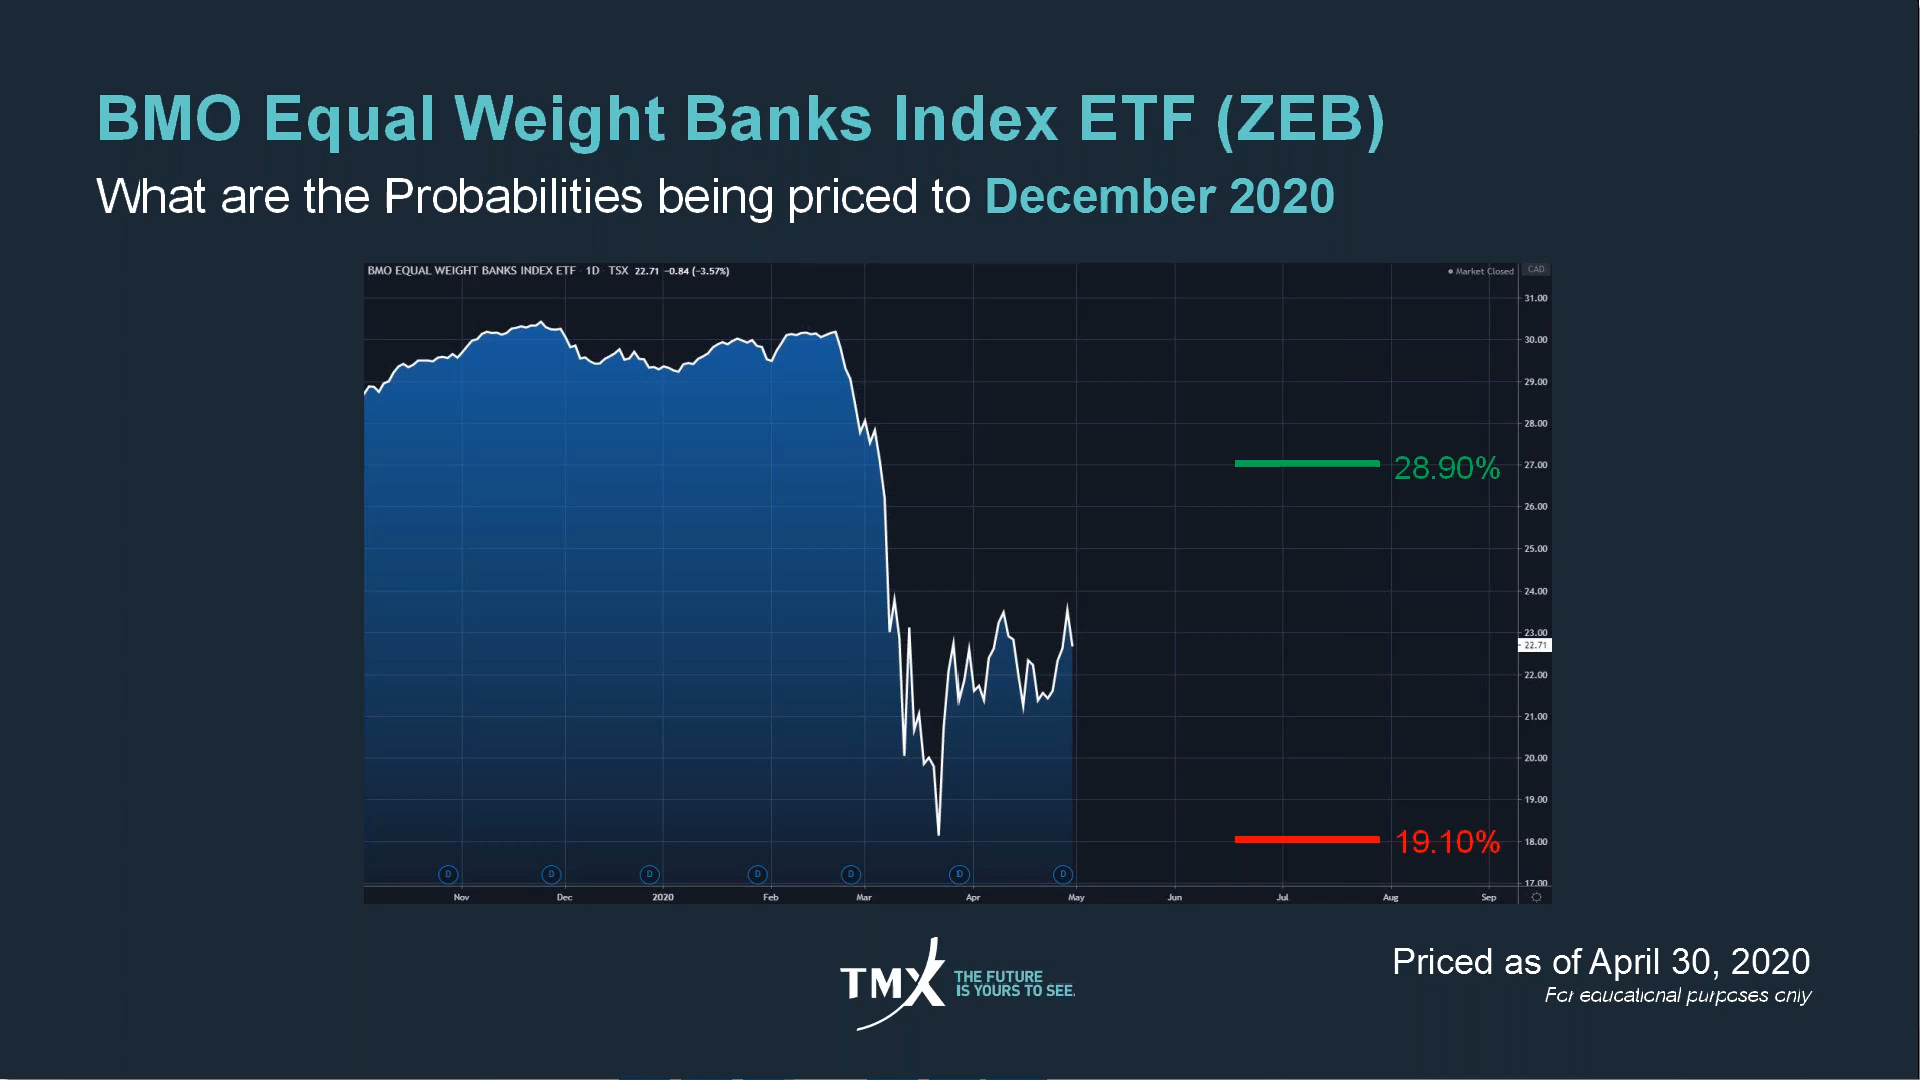 BMO Equal Weight Banks Index ETF (ZEB)
What are the Probabilities being priced to December 2020
BMO EQUAL WEIGHT BANKS INDEX ETF · 1D · TSX 22.71 −0.84 (−3.57%)
Market Closed
CAD
31.00
30.00
29.00
28.00
28.90%
27.00
26.00
25.00
24.00
23.00
22.71
22.00
21.00
20.00
19.00
19.10%
18.00
17.00
D D D D D D D
Nov Dec 2020 Feb Mar Apr May Jun Jul Aug Sep
TMX THE FUTURE
IS YOURS TO SEE.
Priced as of April 30, 2020
For educational purposes only